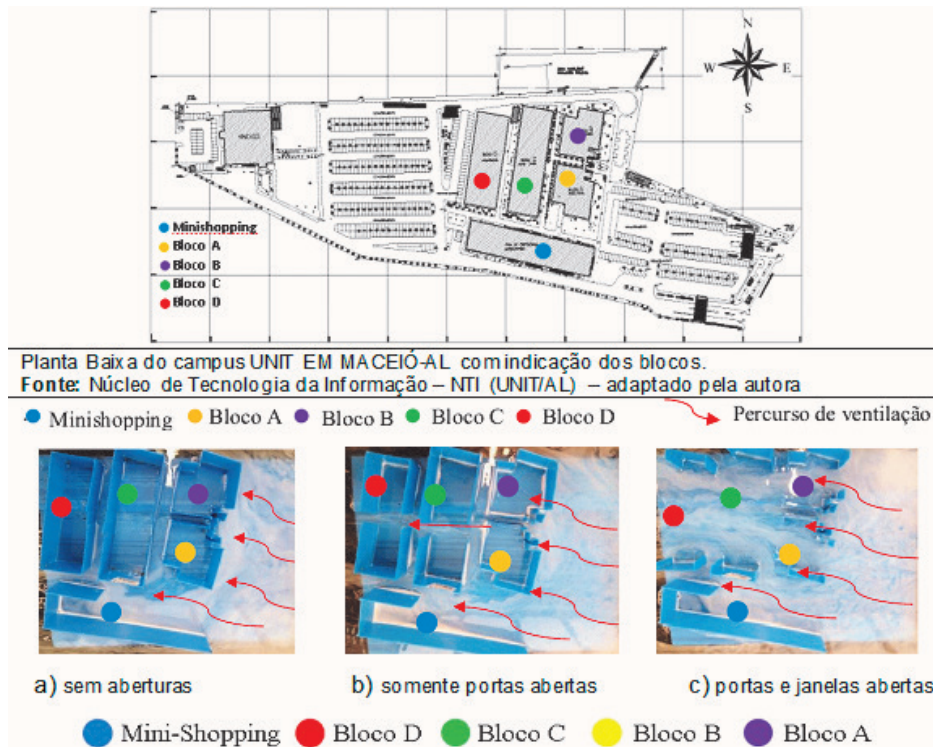 N
W E
S
Minishopping
Bloco A
Bloco B
Bloco C
Bloco D
Planta Baixa do campus UNIT EM MACEIÓ-AL com indicação dos blocos.
Fonte: Núcleo de Tecnologia da Informação – NTI (UNIT/AL) – adaptado pela autora
Minishopping Bloco A Bloco B Bloco C Bloco D Percurso de ventilação
a) sem aberturas b) somente portas abertas c) portas e janelas abertas
Mini-Shopping Bloco D Bloco C Bloco B Bloco A